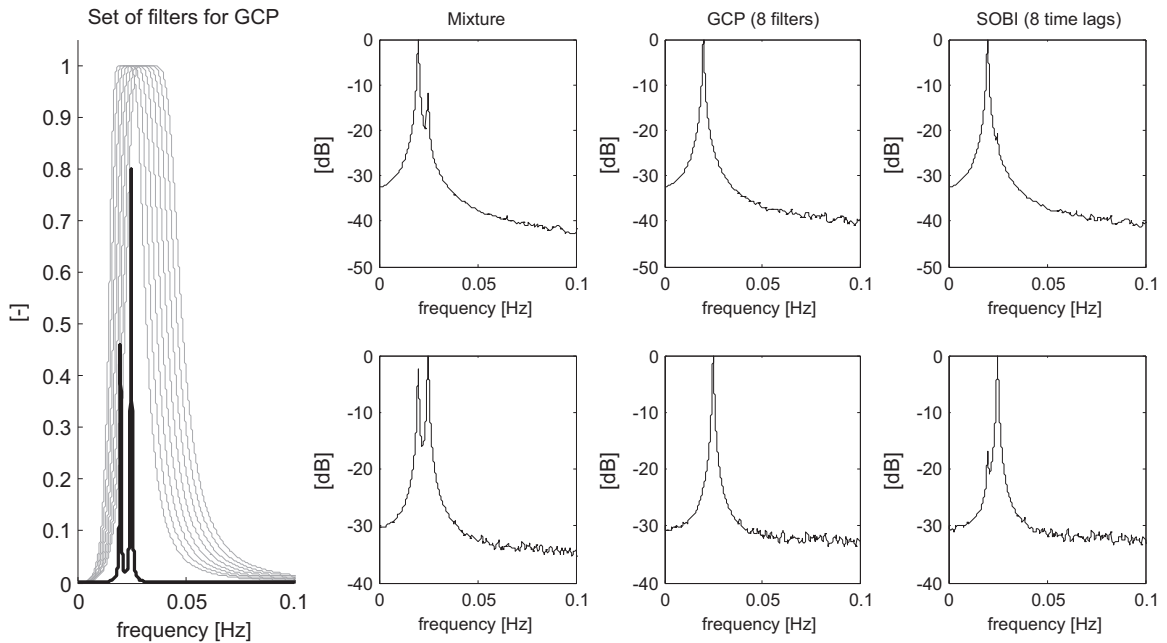 Set of filters for GCP
1
0.9
0.8
0.7
0.6
0.5
0.4
0.3
0.2
0.1
0
[-]
0 0.05 0.1
frequency [Hz]
Mixture
0
-10
-20
-30
-40
-50
[dB]
0 0.05 0.1
frequency [Hz]
GCP (8 filters)
0
-10
-20
-30
-40
-50
[dB]
0 0.05 0.1
frequency [Hz]
SOBI (8 time lags)
0
-10
-20
-30
-40
-50
[dB]
0 0.05 0.1
frequency [Hz]
0
-10
-20
-30
-40
[dB]
0 0.05 0.1
frequency [Hz]
0
-10
-20
-30
-40
[dB]
0 0.05 0.1
frequency [Hz]
0
-10
-20
-30
-40
[dB]
0 0.05 0.1
frequency [Hz]